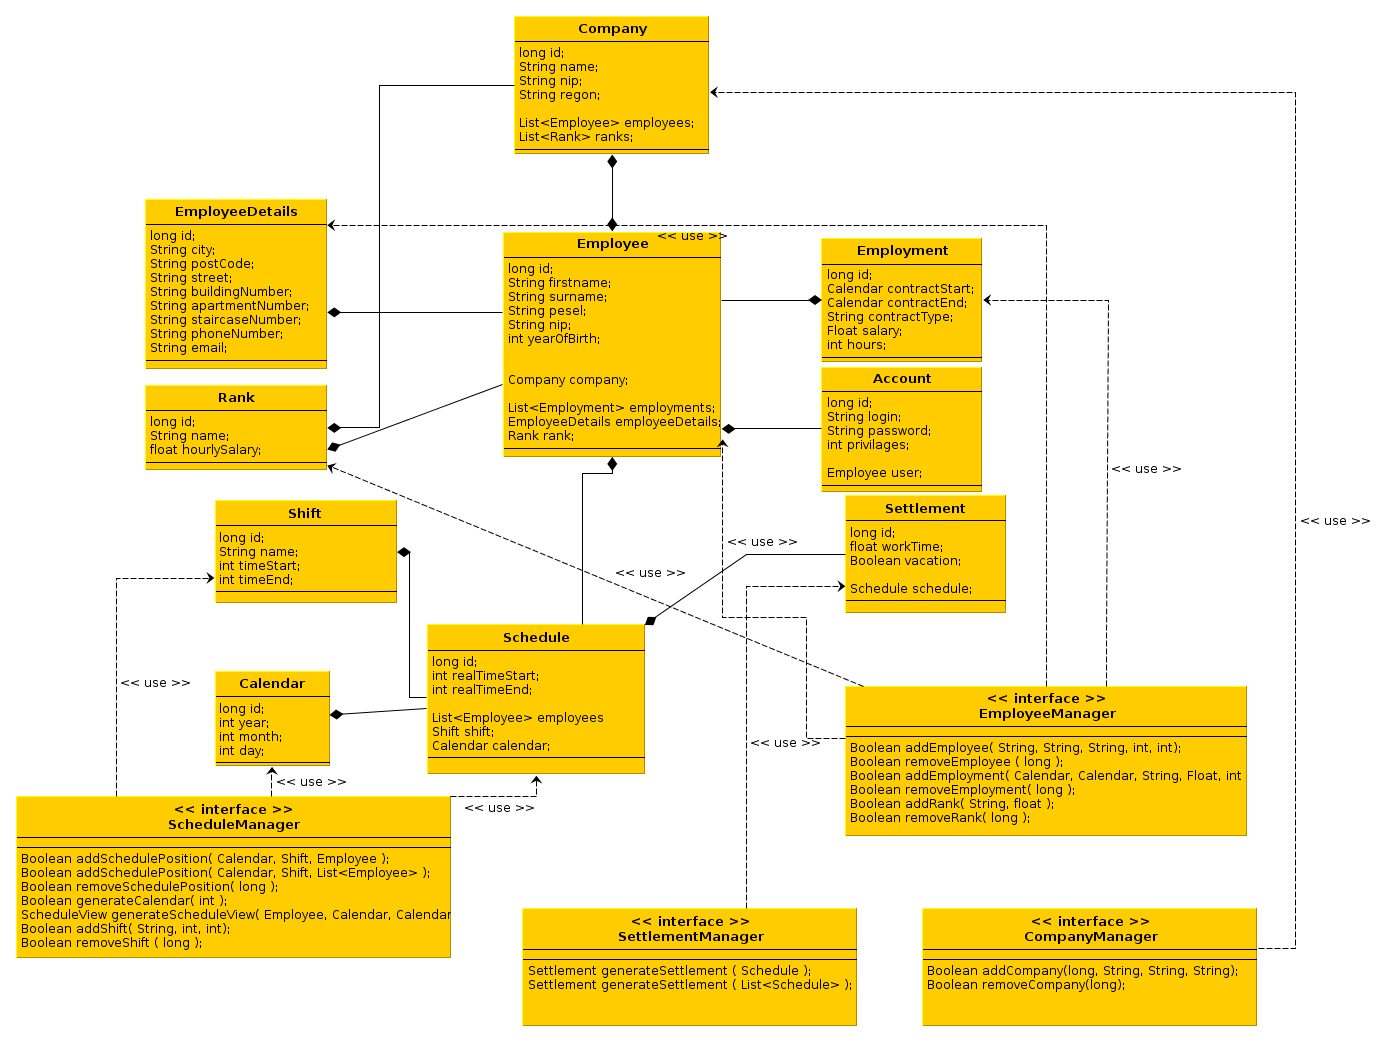 Company
long id;
String name;
String nip;
String regon;
List<Employee> employees;
List<Rank> ranks;
EmployeeDetails
long id;
String city;
String postCode;
String street;
String buildingNumber;
String apartmentNumber;
String staircaseNumber;
String phoneNumber;
String email;
<< use >>
Employee
long id;
String firstname;
String surname;
String pesel;
String nip;
int yearOfBirth;
Company company;
List<Employment> employments;
EmployeeDetails employeeDetails;
Rank rank;
Employment
long id;
Calendar contractStart;
Calendar contractEnd;
String contractType;
Float salary;
int hours;
Rank
long id;
String name;
float hourlySalary;
Account
long id;
String login;
String password;
int privilages;
Employee user;
<< use >>
<< use >>
Shift
long id;
String name;
int timeStart;
int timeEnd;
<< use >>
<< use >>
Settlement
long id;
float workTime;
Boolean vacation;
Schedule schedule;
Schedule
long id;
int realTimeStart;
int realTimeEnd;
List<Employee> employees
Shift shift;
Calendar calendar;
<< use >>
Calendar
long id;
int year;
int month;
int day;
<< use >>
<< use >>
<< use >>
<< interface >>
EmployeeManager
Boolean addEmployee( String, String, String, int, int);
Boolean removeEmployee ( long );
Boolean addEmployment( Calendar, Calendar, String, Float, int
Boolean removeEmployment( long );
Boolean addRank( String, float );
Boolean removeRank( long );
<< interface >>
ScheduleManager
Boolean addSchedulePosition( Calendar, Shift, Employee );
Boolean addSchedulePosition( Calendar, Shift, List<Employee> );
Boolean removeSchedulePosition( long );
Boolean generateCalendar( int );
ScheduleView generateScheduleView( Employee, Calendar, Calendar
Boolean addShift( String, int, int);
Boolean removeShift ( long );
<< interface >>
SettlementManager
Settlement generateSettlement ( Schedule );
Settlement generateSettlement ( List<Schedule> );
<< interface >>
CompanyManager
Boolean addCompany(long, String, String, String);
Boolean removeCompany(long);